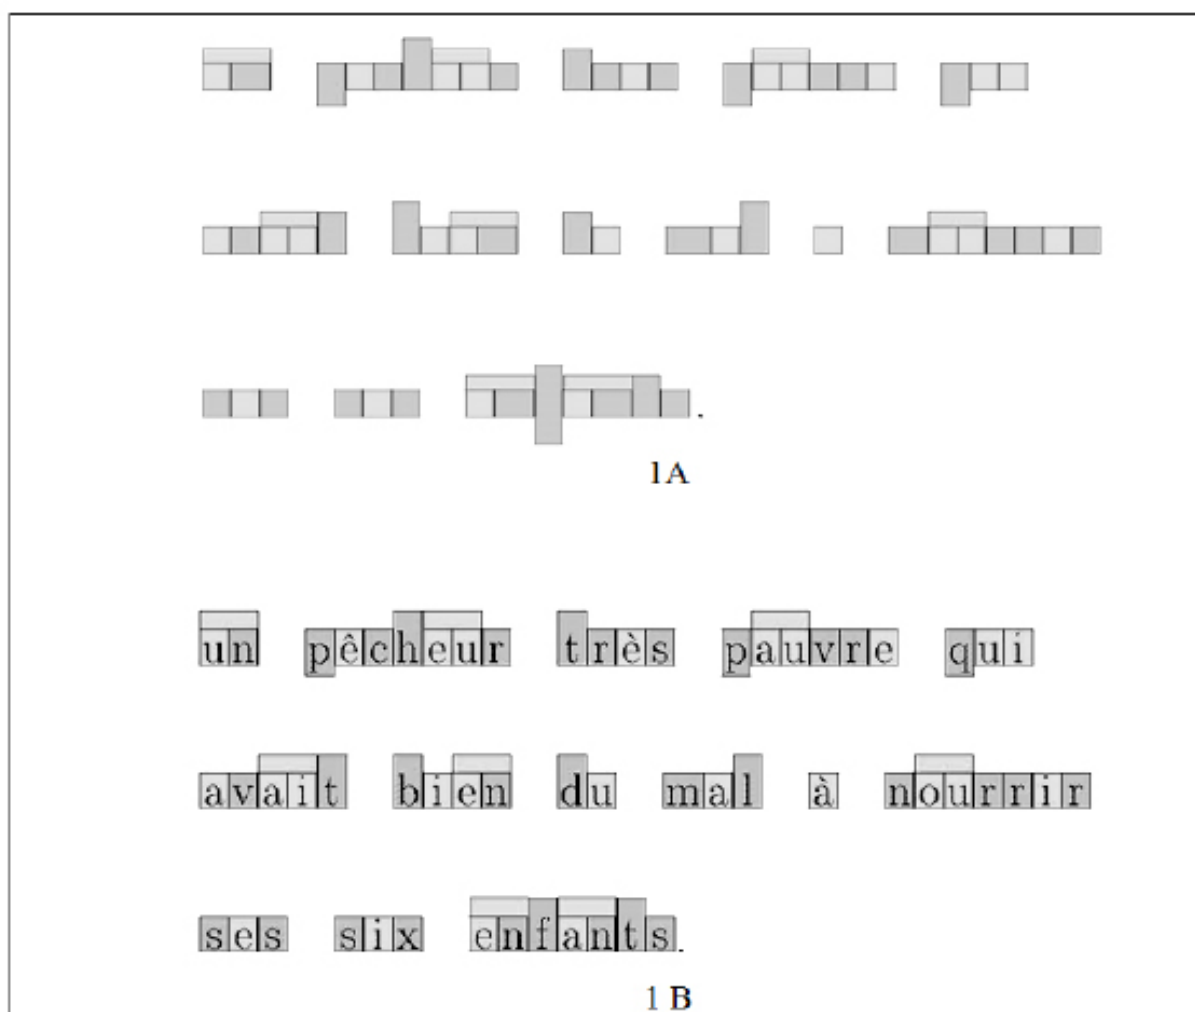 .
1A
un pêcheur très pauvre qui
avait bien du mal à nourrir
ses six enfants.
1 B